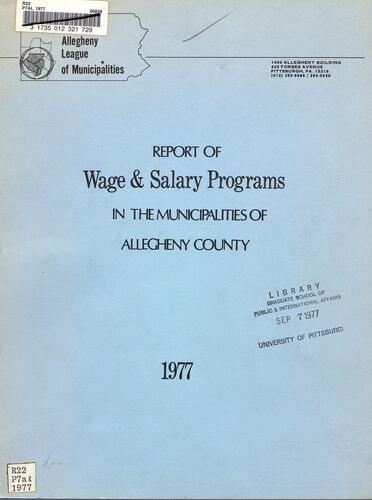 R22
P7AL 1977 00838
3 1735 012 321 729
Allegheny
League
of Municipalities
1400 ALLEGHENY BUILDING
429 FORBES AVENUE
PITTSBURGH, PA. 15219
REPORT OF
Wage & Salary Programs
IN THE MUNICIPALITIES OF
ALLEGHENY COUNTY
LIBRARY
GRADUATE SCHOOL OF
PUBLIC & INTERNATIONAL AFFAIRS
SEP 7 1977
UNIVERSITY OF PITTSBURGH
1977
R22
P7al
1977